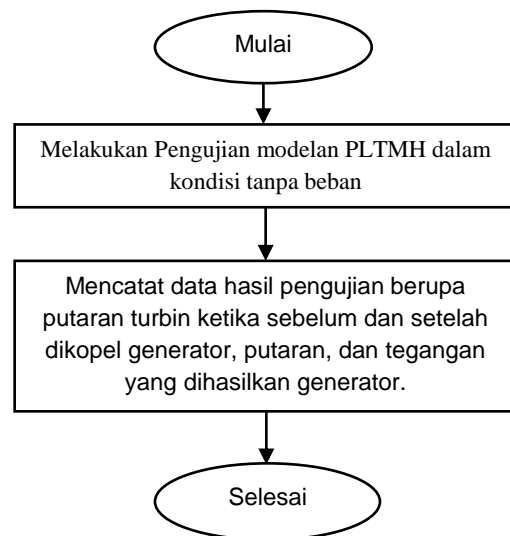 Mulai
Melakukan Pengujian modelan PLTMH dalam
kondisi tanpa beban
Mencatat data hasil pengujian berupa
putaran turbin ketika sebelum dan setelah
dikopel generator, putaran, dan tegangan
yang dihasilkan generator.
Selesai